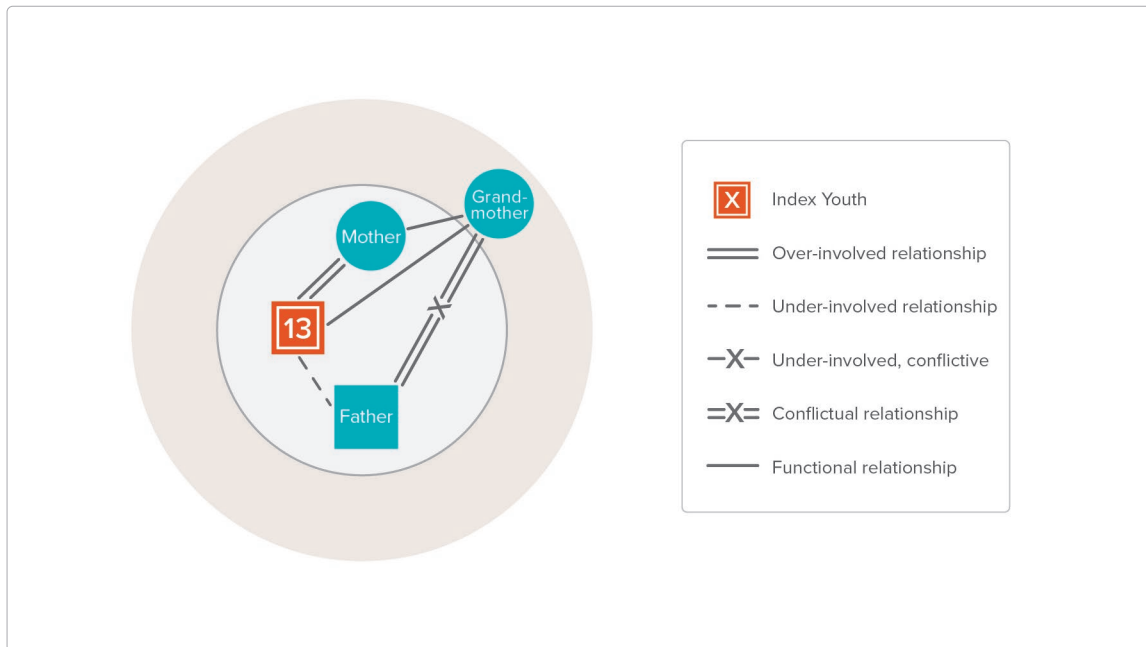 Grand-
mother
Mother
13
Father
X
Index Youth
Over-involved relationship
Under-involved relationship
X
Under-involved, conflictive
X
Conflictual relationship
Functional relationship